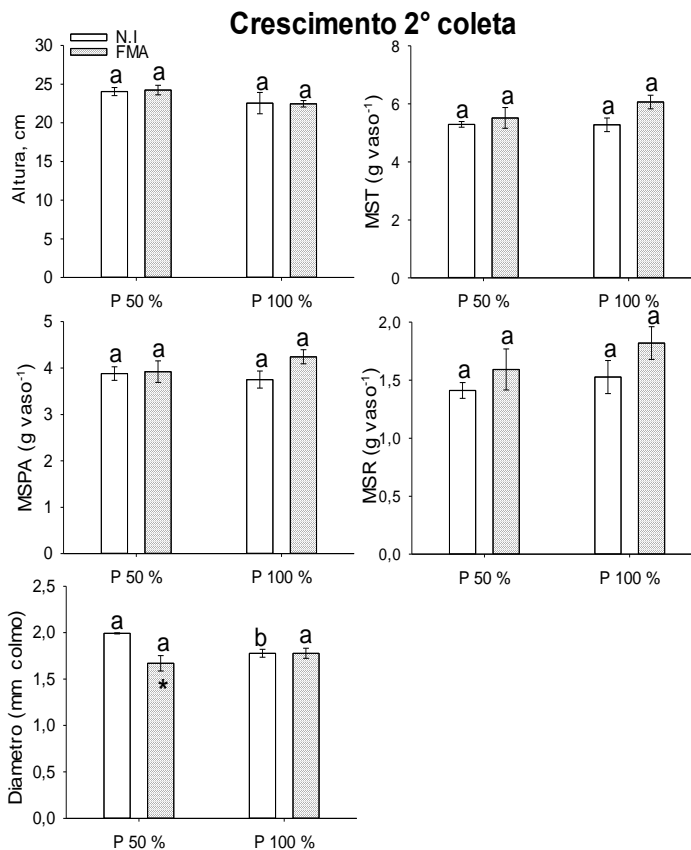 Crescimento 2° coleta
N.I
FMA
Altura, cm
30
25
20
15
10
5
0
a
a
a
a
P 50 %
P 100 %
MST (g vaso⁻¹)
8
6
4
2
0
a
a
a
a
P 50 %
P 100 %
MSPA (g vaso⁻¹)
5
4
3
2
1
0
a
a
a
a
P 50 %
P 100 %
MSR (g vaso⁻¹)
2,0
1,5
1,0
0,5
0,0
a
a
a
a
P 50 %
P 100 %
Diametro (mm colmo)
2,5
2,0
1,5
1,0
0,5
0,0
a
a
*
b
a
P 50 %
P 100 %